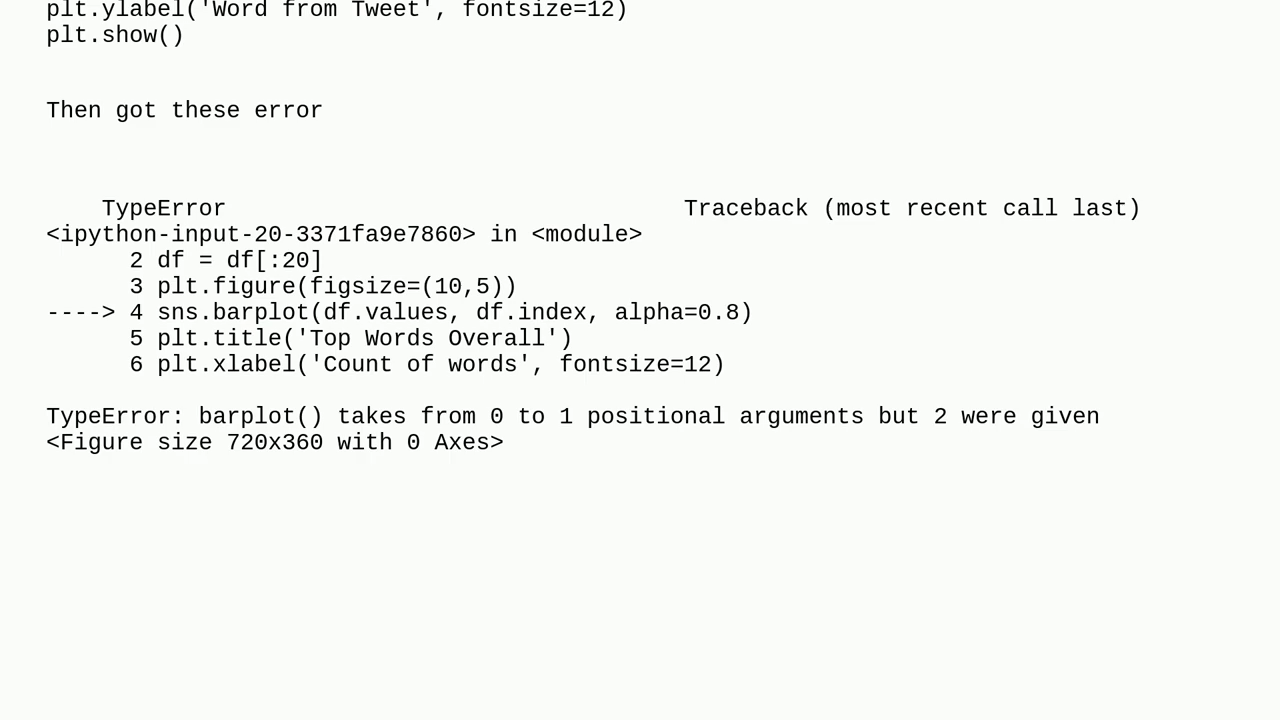 plt.ylabel('Word from Tweet', fontsize=12)
plt.show()
Then got these error
TypeError                                 Traceback (most recent call last)
<ipython-input-20-3371fa9e7860> in <module>
      2 df = df[:20]
      3 plt.figure(figsize=(10,5))
----> 4 sns.barplot(df.values, df.index, alpha=0.8)
      5 plt.title('Top Words Overall')
      6 plt.xlabel('Count of words', fontsize=12)
TypeError: barplot() takes from 0 to 1 positional arguments but 2 were given
<Figure size 720x360 with 0 Axes>